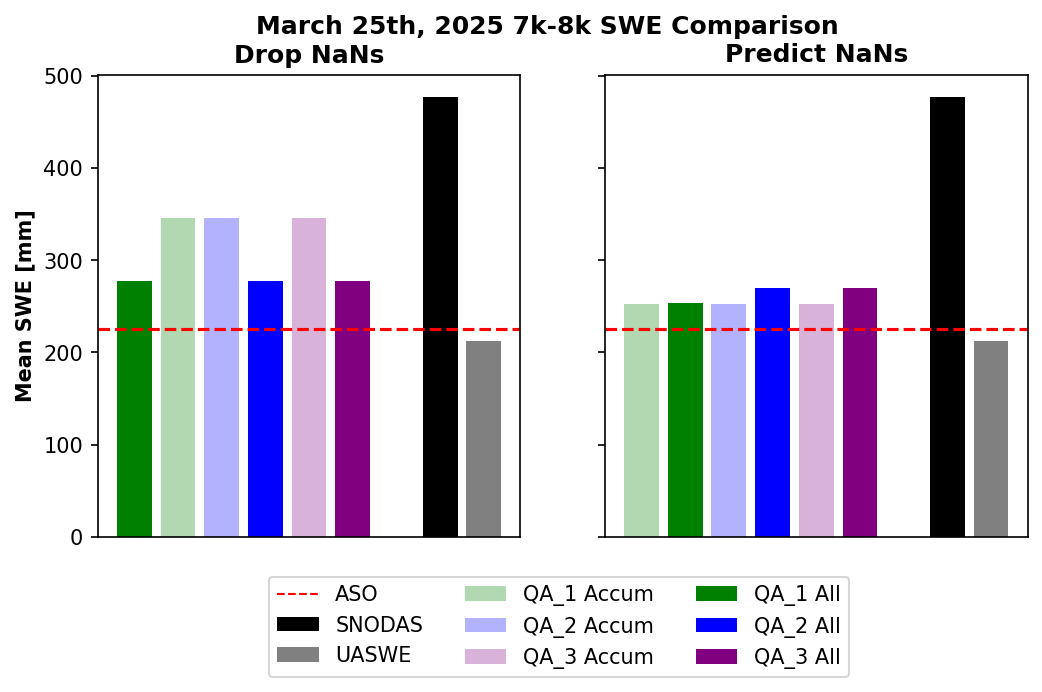 March 25th, 2025 7k-8k SWE Comparison
Drop NaNs
Predict NaNs
Mean SWE [mm]
500
400
300
200
100
0
ASO
SNODAS
UASWE
QA_1 Accum
QA_2 Accum
QA_3 Accum
QA_1 All
QA_2 All
QA_3 All